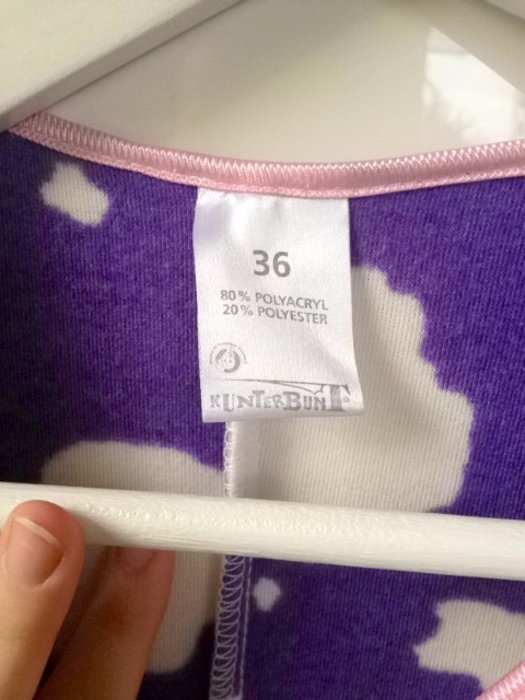 36
80% POLYACRYL
20% POLYESTER
KUNTERBUNT®